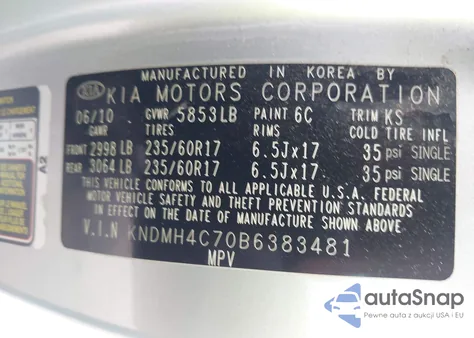 MANUFACTURED IN KOREA BY
KIA KIA MOTORS CORPORATION
06/10 GVWR 5853LB PAINT 6C TRIM KS
GAWR TIRES RIMS COLD TIRE INFL
FRONT 2998 LB 235/60R17 6.5Jx17 35 psi SINGLE
REAR 3064 LB 235/60R17 6.5Jx17 35 psi SINGLE
THIS VEHICLE CONFORMS TO ALL APPLICABLE U.S.A. FEDERAL
MOTOR VEHICLE SAFETY AND THEFT PREVENTION STANDARDS
IN EFFECT ON THE DATE OF MANUFACTURE SHOWN ABOVE.
V.I.N KNDMH4C70B6383481
MPV
A2
autoSnap
Pewne auta z aukcji USA i EU